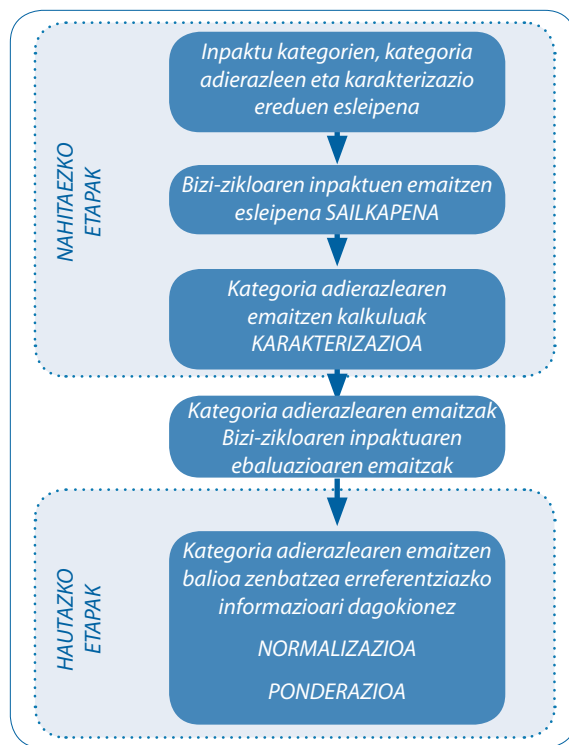 NAHITAEZKO
ETAPAK
Inpaktu kategorien, kategoria
adierazleen eta karakterizazio
ereduen esleipena
Bizi-zikloaren inpaktuen emaitzen
esleipena SAILKAPENA
Kategoria adierazlearen
emaitzen kalkuluak
KARAKTERIZAZIOA
Kategoria adierazlearen emaitzak
Bizi-zikloaren inpaktuaren
ebaluazioaren emaitzak
HAUTAZKO
ETAPAK
Kategoria adierazlearen emaitzen
balioa zenbatzea erreferentziazko
informazioari dagokionez
NORMALIZAZIOA
PONDERAZIOA